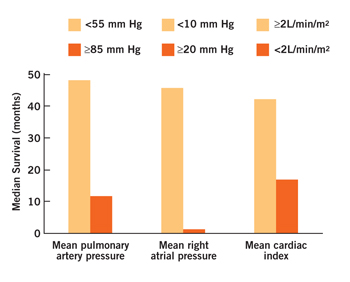 <55 mm Hg <10 mm Hg ≥2L/min/m²
≥85 mm Hg ≥20 mm Hg <2L/min/m²
Median Survival (months)
50
40
30
20
10
0
Mean pulmonary artery pressure
Mean right atrial pressure
Mean cardiac index